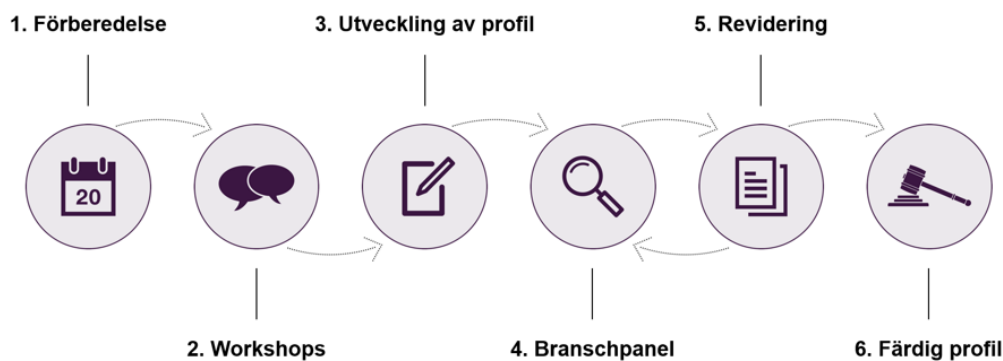 1. Förberedelse
3. Utveckling av profil
5. Revidering
20
2. Workshops
4. Branschpanel
6. Färdig profil